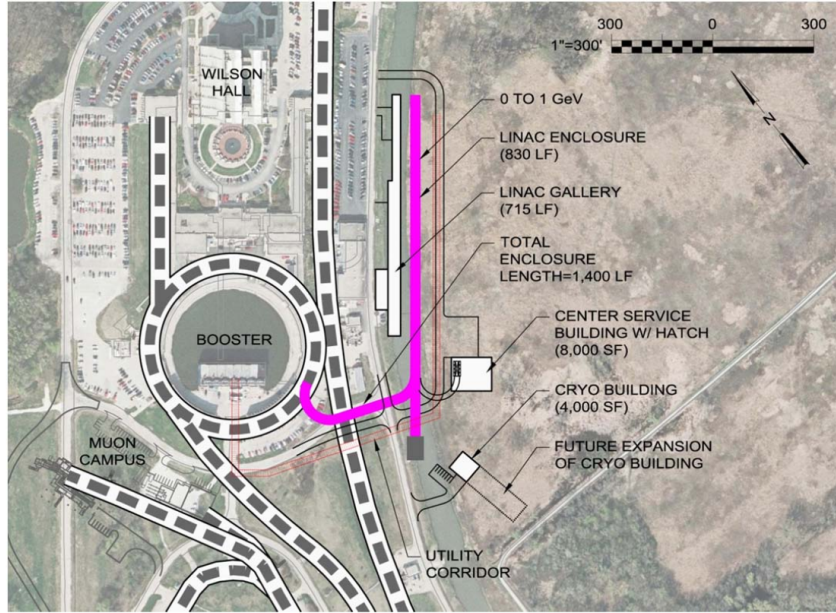 300 0 300
1"=300'
N
WILSON
HALL
0 TO 1 GeV
LINAC ENCLOSURE
(830 LF)
LINAC GALLERY
(715 LF)
TOTAL
ENCLOSURE
LENGTH=1,400 LF
BOOSTER
CENTER SERVICE
BUILDING W/ HATCH
(8,000 SF)
CRYO BUILDING
(4,000 SF)
MUON
CAMPUS
FUTURE EXPANSION
OF CRYO BUILDING
UTILITY
CORRIDOR